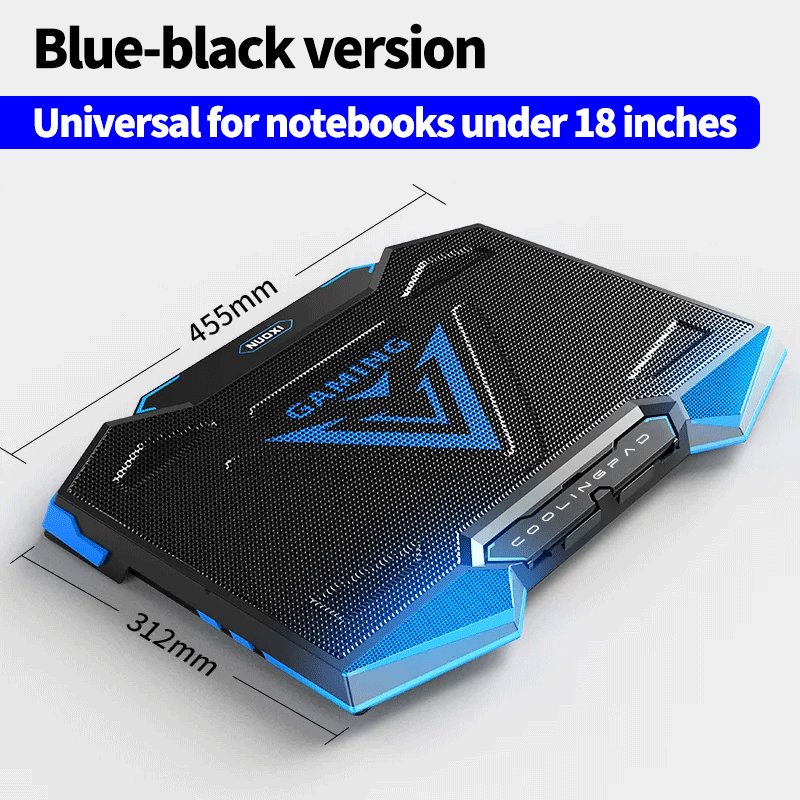 Blue-black version
Universal for notebooks under 18 inches
455mm
NUOXI
GAMING
COOLINGPAD
312mm